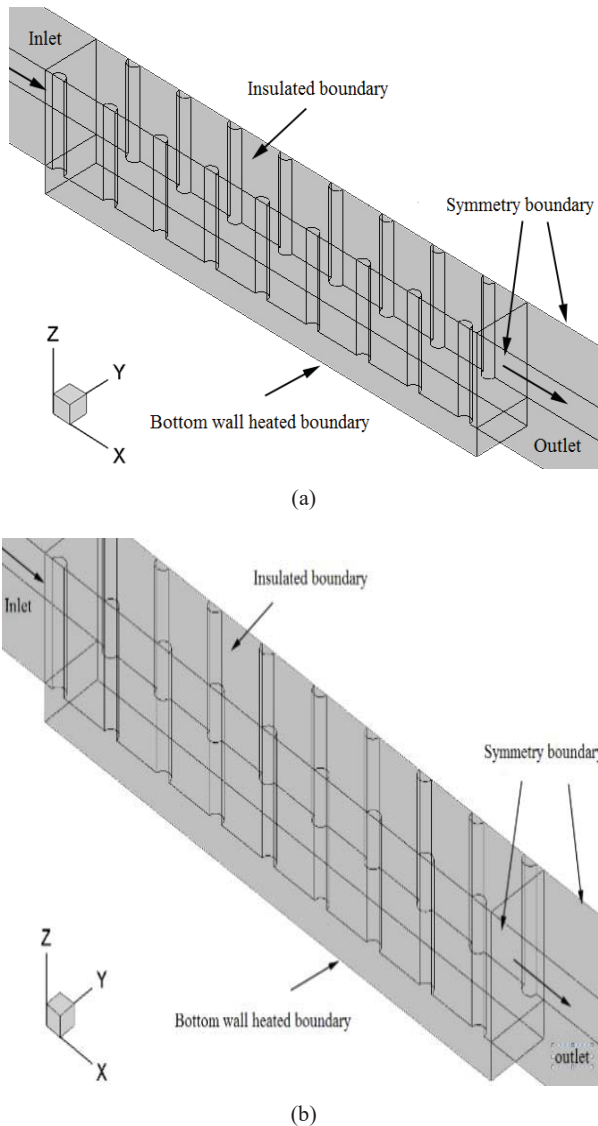 Inlet
Insulated boundary
Symmetry boundary
Z
Y
X
Bottom wall heated boundary
Outlet
(a)
Insulated boundary
Inlet
Symmetry boundary
Z
Y
X
Bottom wall heated boundary
outlet
(b)